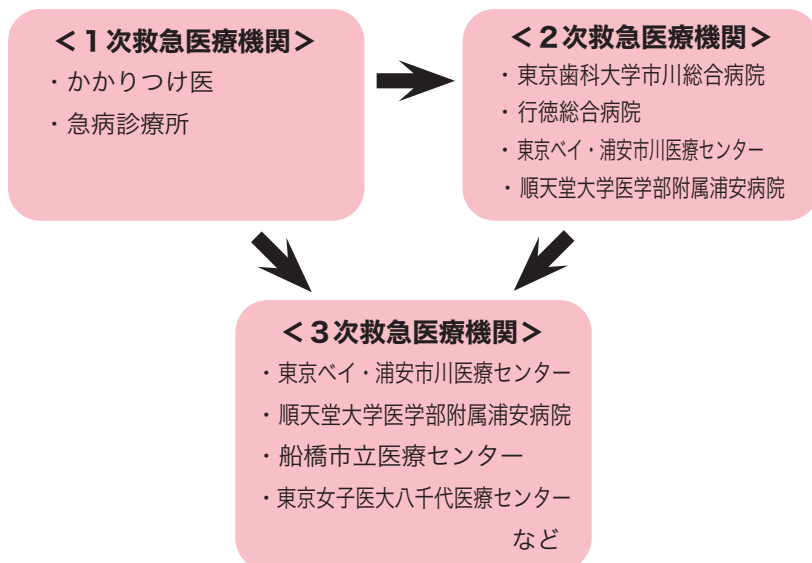 ＜１次救急医療機関＞
・かかりつけ医
・急病診療所
＜２次救急医療機関＞
・東京歯科大学市川総合病院
・行徳総合病院
・東京ベイ・浦安市川医療センター
・順天堂大学医学部附属浦安病院
＜３次救急医療機関＞
・東京ベイ・浦安市川医療センター
・順天堂大学医学部附属浦安病院
・船橋市立医療センター
・東京女子医大八千代医療センター
など